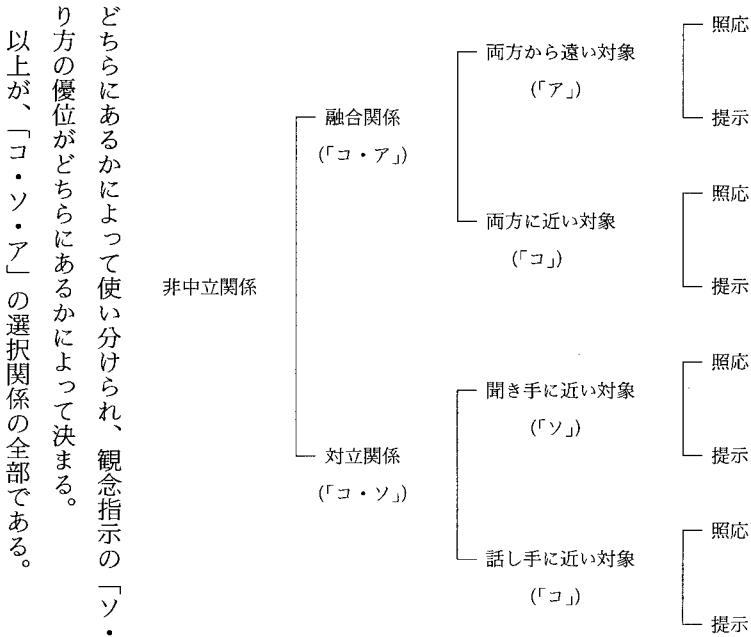 照応
両方から遠い対象
(「ア」)
提示
融合関係
(「コ・ア」)
照応
両方に近い対象
(「コ」)
提示
非中立関係
照応
聞き手に近い対象
(「ソ」)
提示
対立関係
(「コ・ソ」)
照応
話し手に近い対象
(「コ」)
提示
どちらにあるかによって使い分けられ、観念指示の「ソ・
り方の優位がどちらにあるかによって決まる。
以上が、「コ・ソ・ア」の選択関係の全部である。